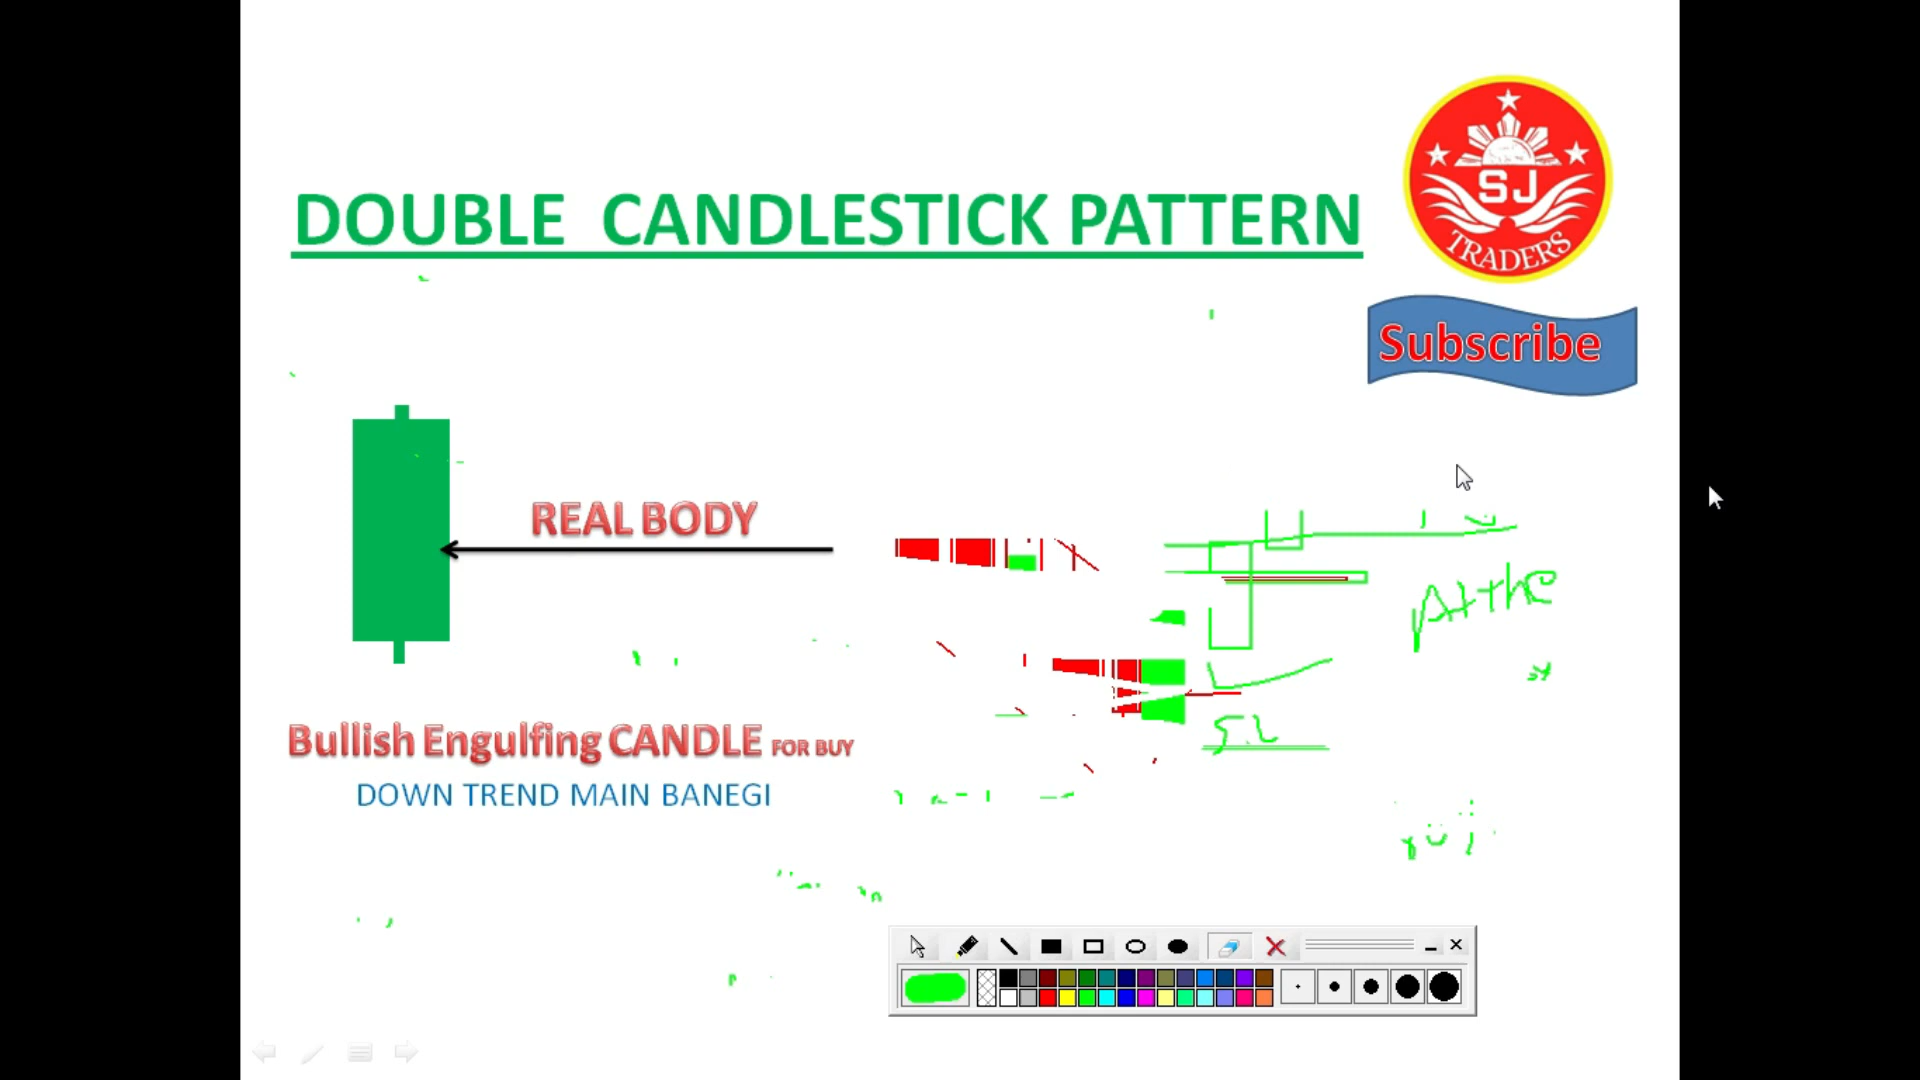 DOUBLE CANDLESTICK PATTERN
SJ
TRADERS
Subscribe
REAL BODY
Bullish Engulfing CANDLE FOR BUY
DOWN TREND MAIN BANEGI
S.L